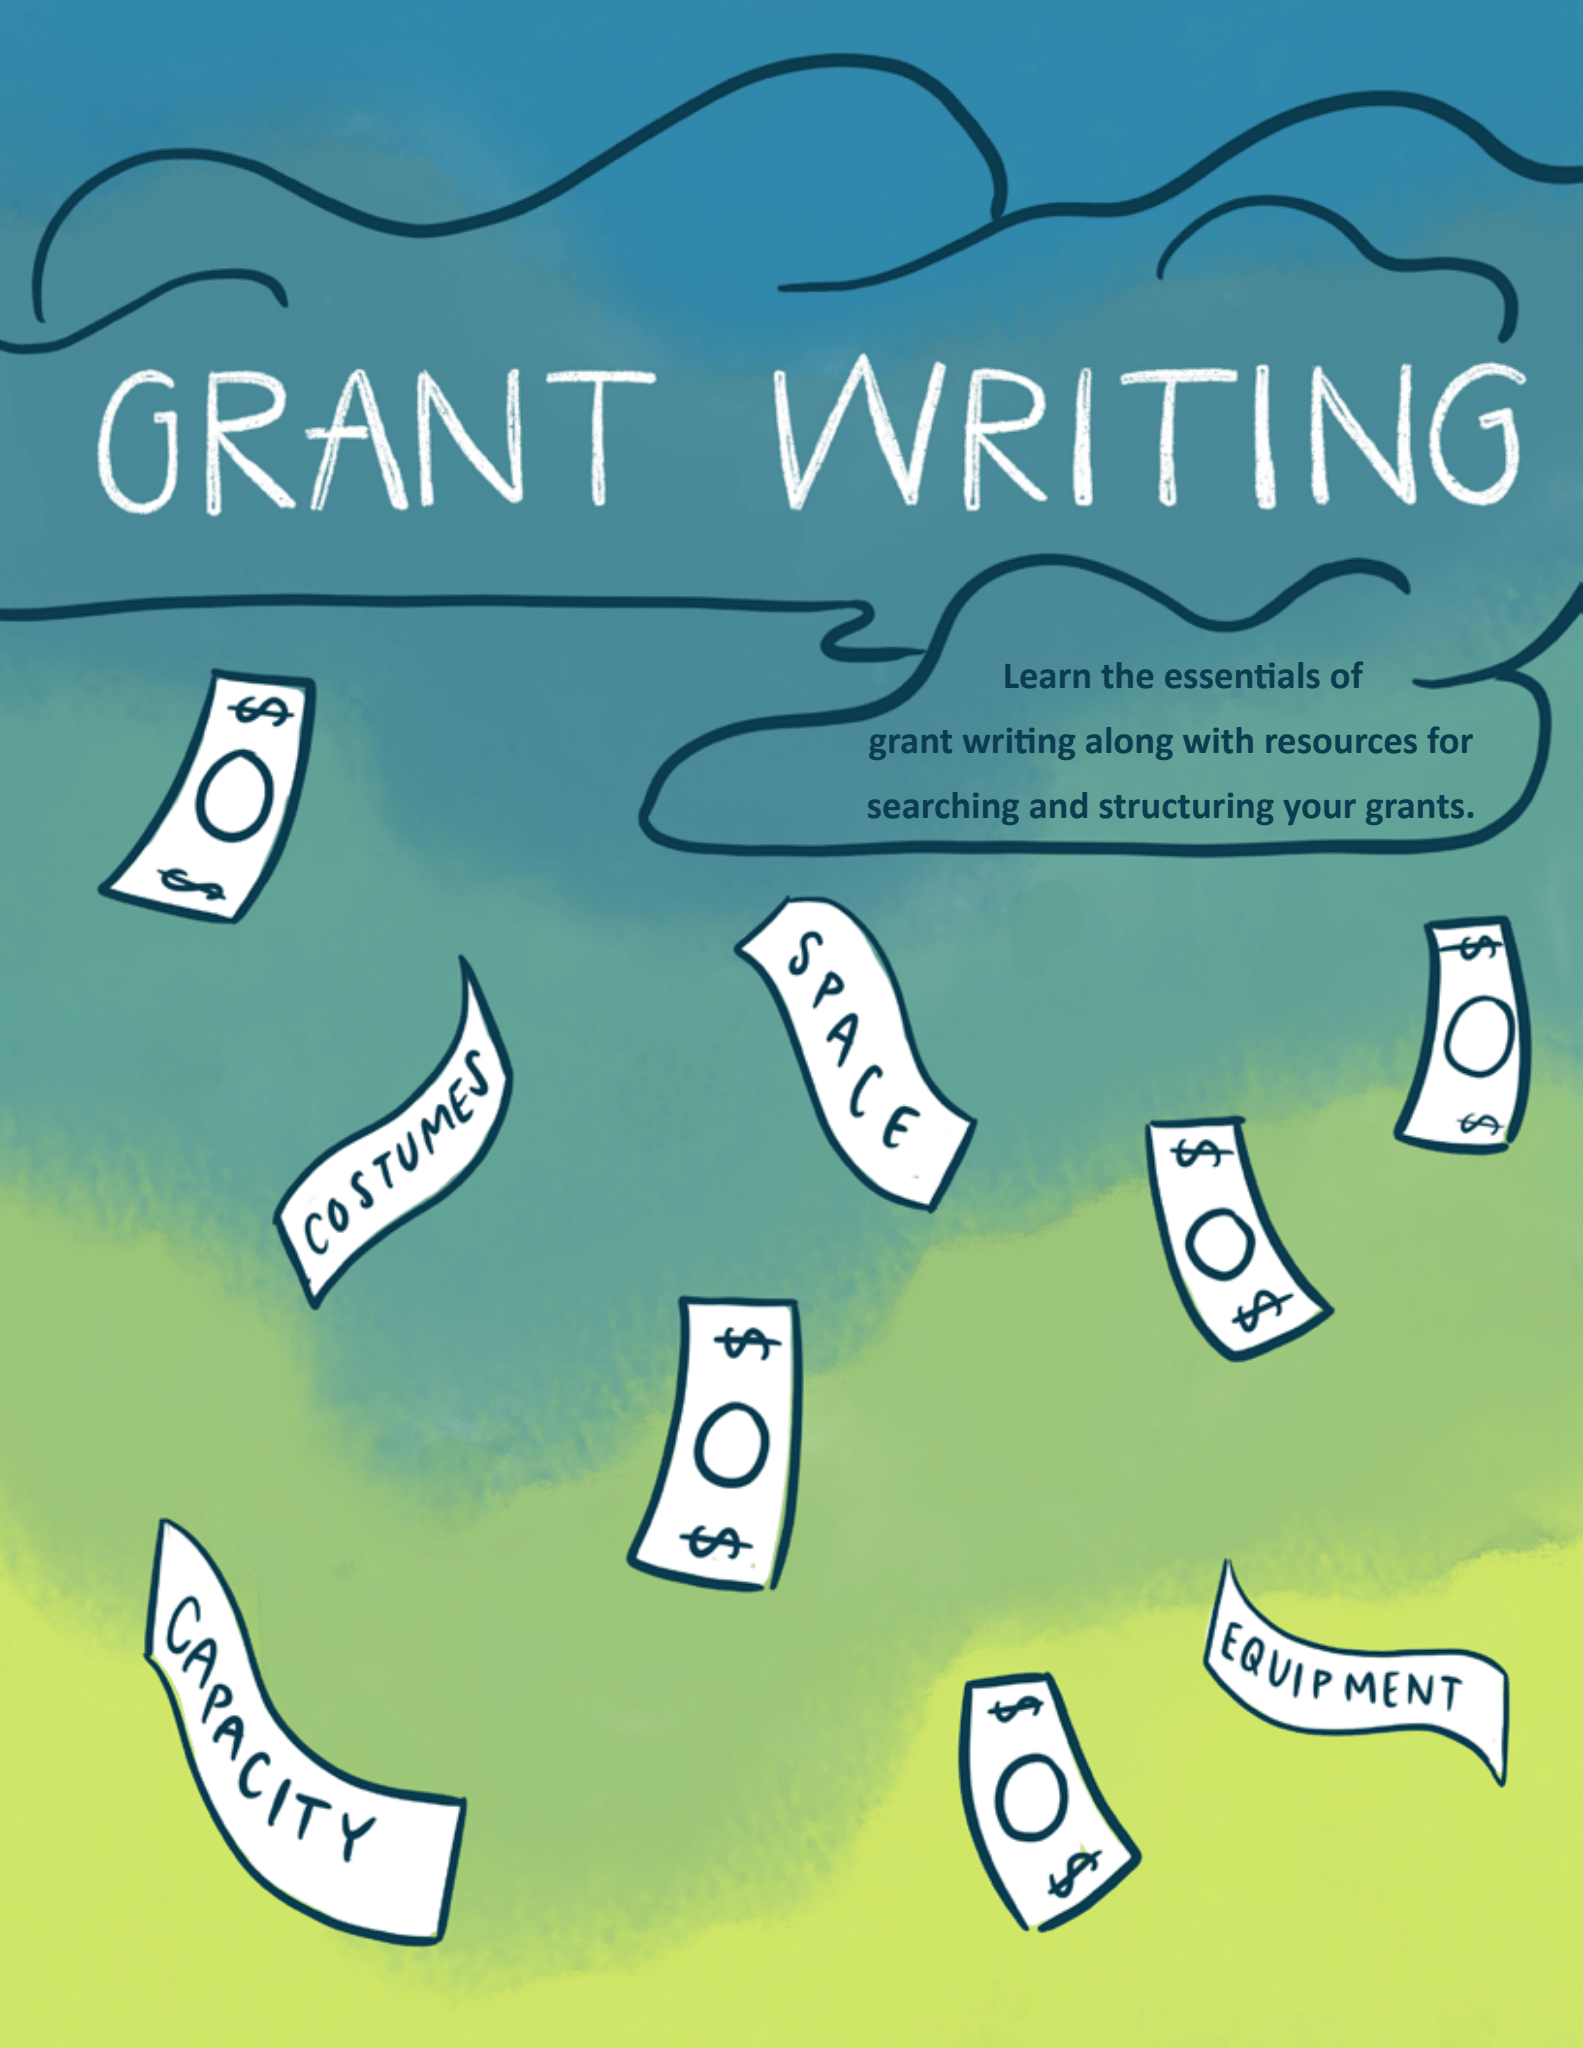 GRANT WRITING
Learn the essentials of
grant writing along with resources for
searching and structuring your grants.
$
O
$
SPACE
$
O
$
COSTUMES
$
O
$
$
O
$
CAPACITY
EQUIPMENT
$
O
$